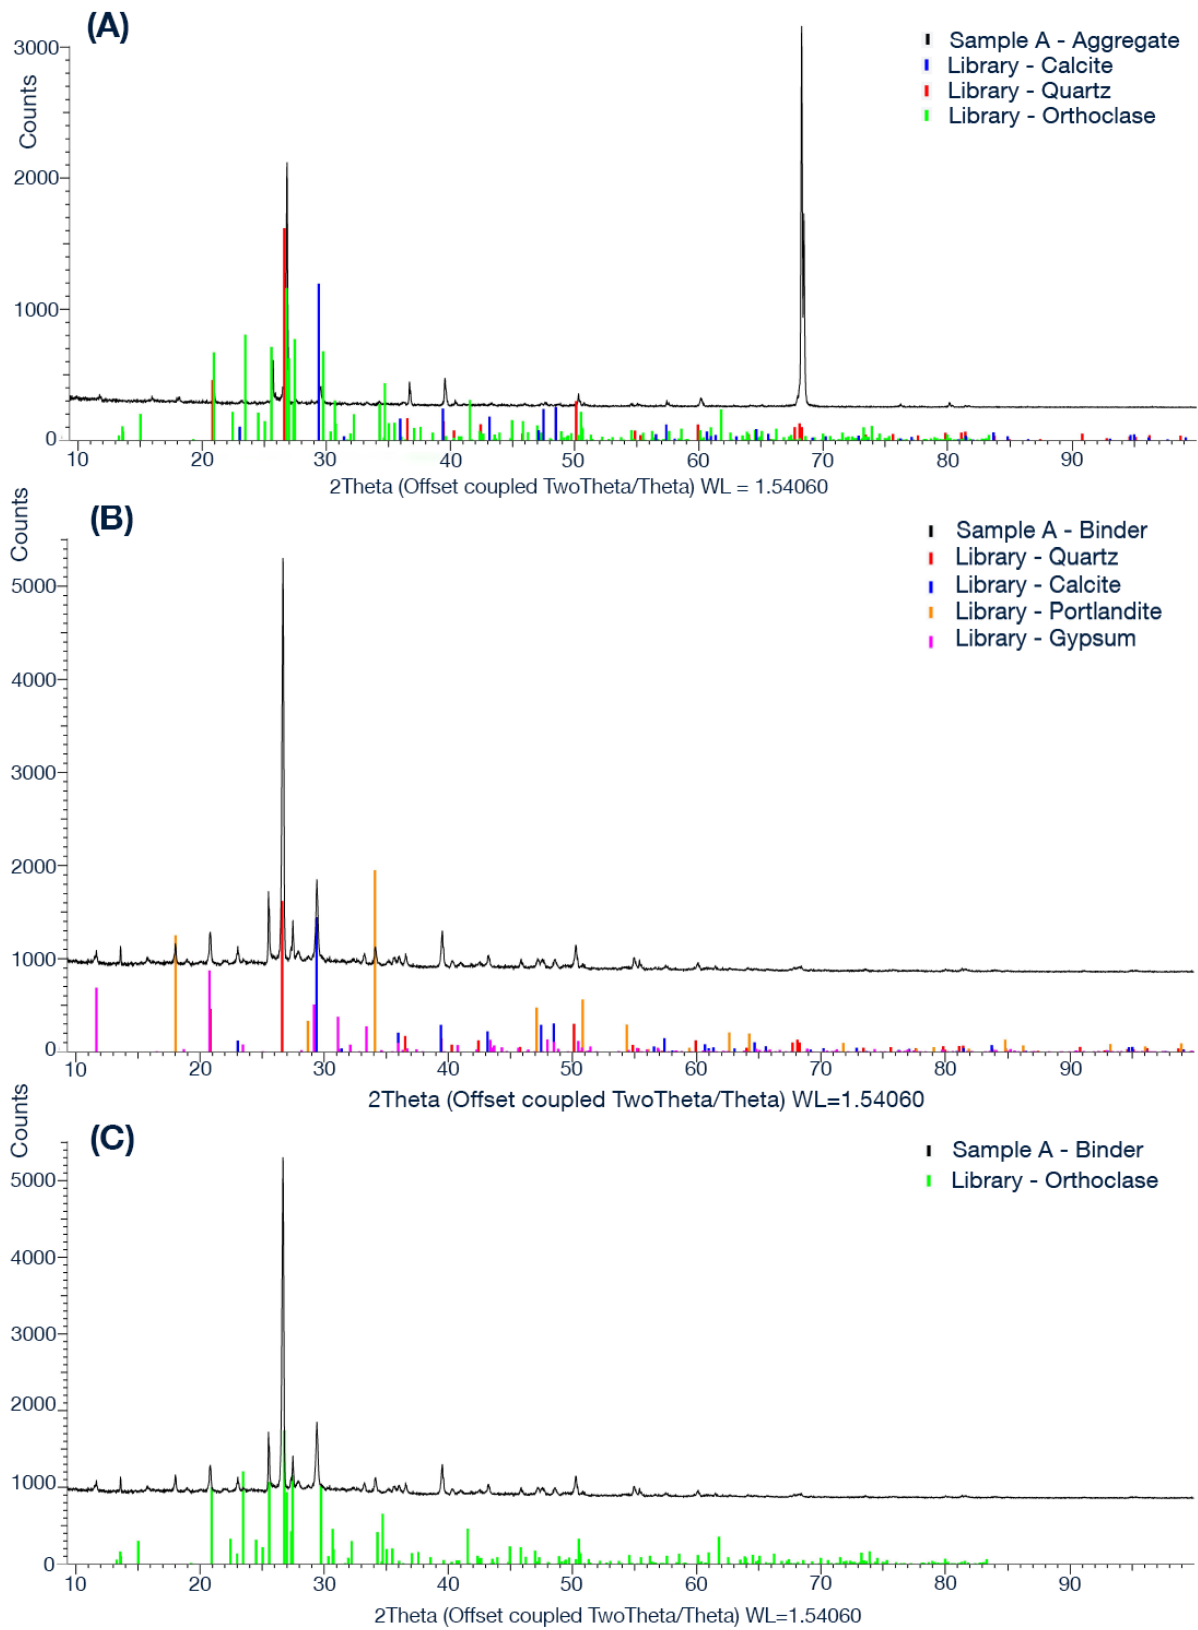 (A)
3000
Counts
2000
1000
0
Sample A - Aggregate
Library - Calcite
Library - Quartz
Library - Orthoclase
10 20 30 40 50 60 70 80 90
2Theta (Offset coupled TwoTheta/Theta) WL = 1.54060
(B)
Counts
5000
4000
3000
2000
1000
0
Sample A - Binder
Library - Quartz
Library - Calcite
Library - Portlandite
Library - Gypsum
10 20 30 40 50 60 70 80 90
2Theta (Offset coupled TwoTheta/Theta) WL=1.54060
(C)
Counts
5000
4000
3000
2000
1000
0
Sample A - Binder
Library - Orthoclase
10 20 30 40 50 60 70 80 90
2Theta (Offset coupled TwoTheta/Theta) WL=1.54060